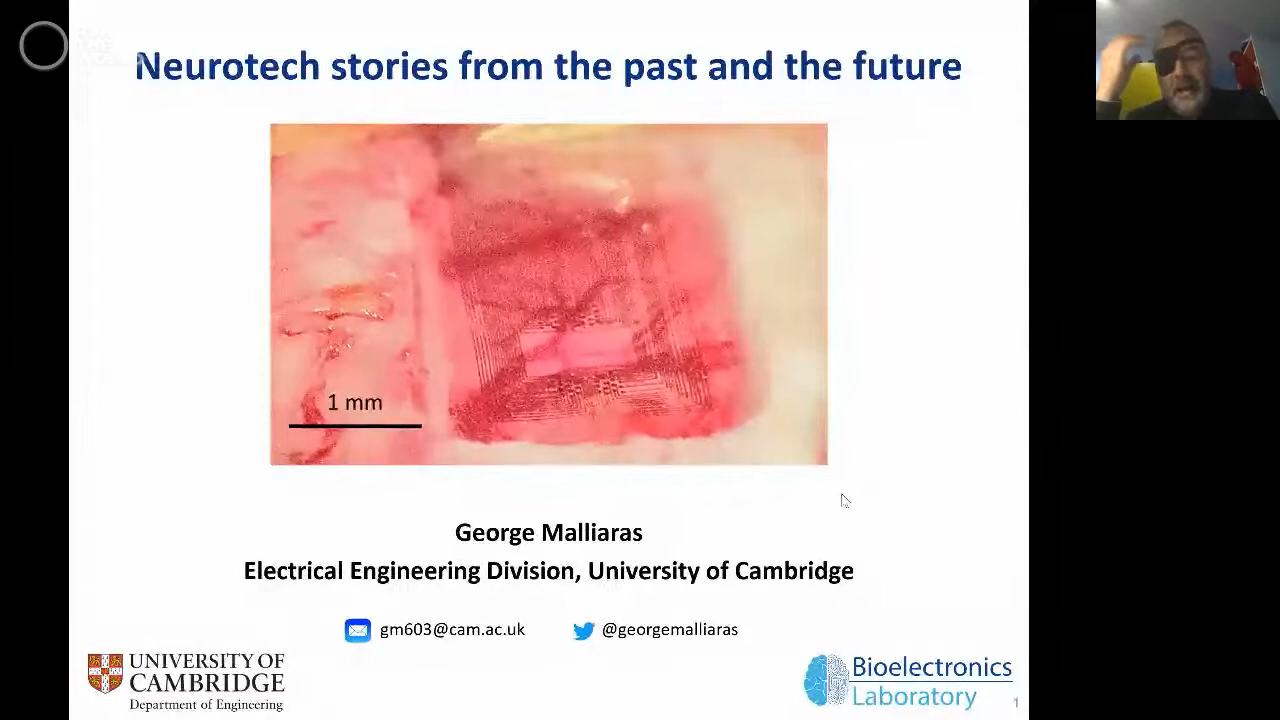 Neurotech stories from the past and the future
1 mm
George Malliaras
Electrical Engineering Division, University of Cambridge
gm603@cam.ac.uk
@georgemalliaras
UNIVERSITY OF
CAMBRIDGE
Department of Engineering
Bioelectronics
Laboratory
1